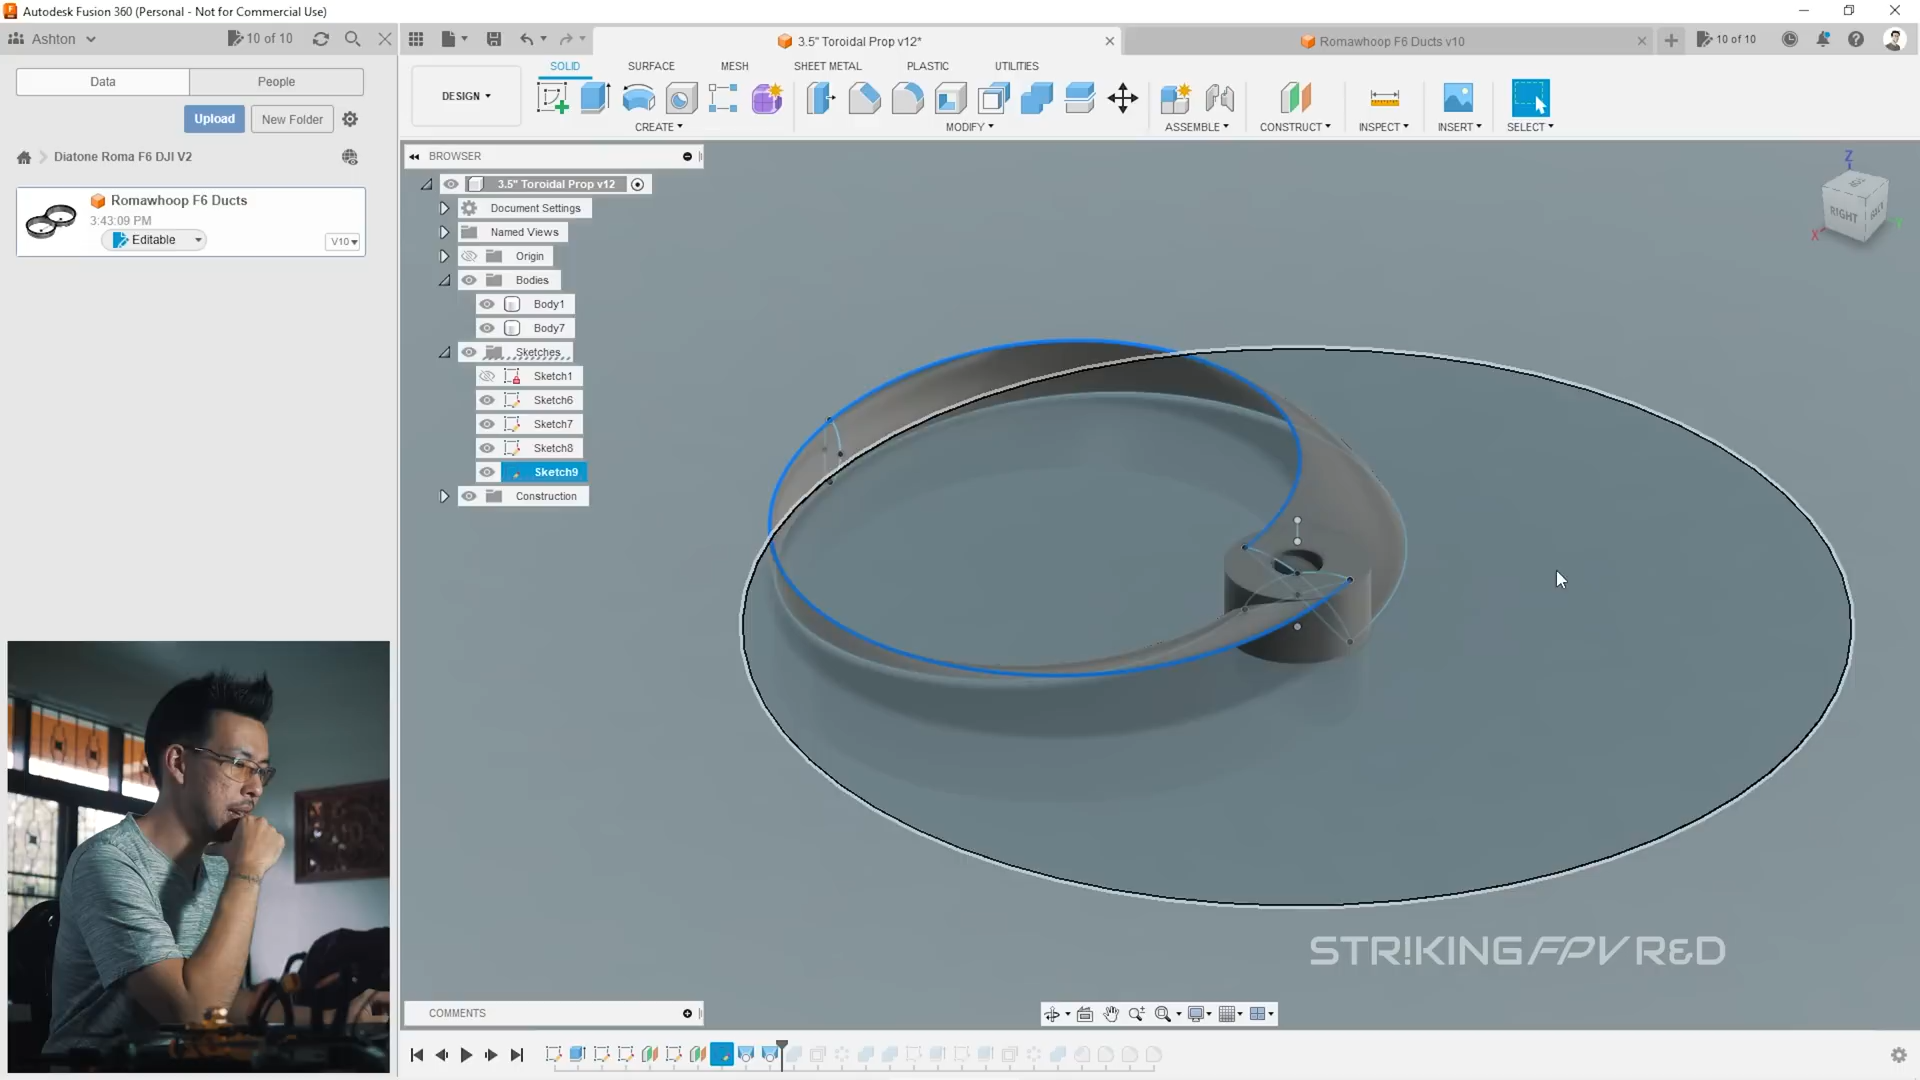 Autodesk Fusion 360 (Personal - Not for Commercial Use)
Ashton
10 of 10
3.5" Toroidal Prop v12*
Romawhoop F6 Ducts v10
10 of 10
Data
People
Upload
New Folder
Diatone Roma F6 DJI V2
Romawhoop F6 Ducts
3:43:09 PM
Editable
V10
DESIGN
SOLID
SURFACE
MESH
SHEET METAL
PLASTIC
UTILITIES
CREATE
MODIFY
ASSEMBLE
CONSTRUCT
INSPECT
INSERT
SELECT
BROWSER
3.5" Toroidal Prop v12
Document Settings
Named Views
Origin
Bodies
Body1
Body7
Sketches
Sketch1
Sketch6
Sketch7
Sketch8
Sketch9
Construction
Z
RIGHT
BACK
X
STR!KINGFPVR&D
COMMENTS